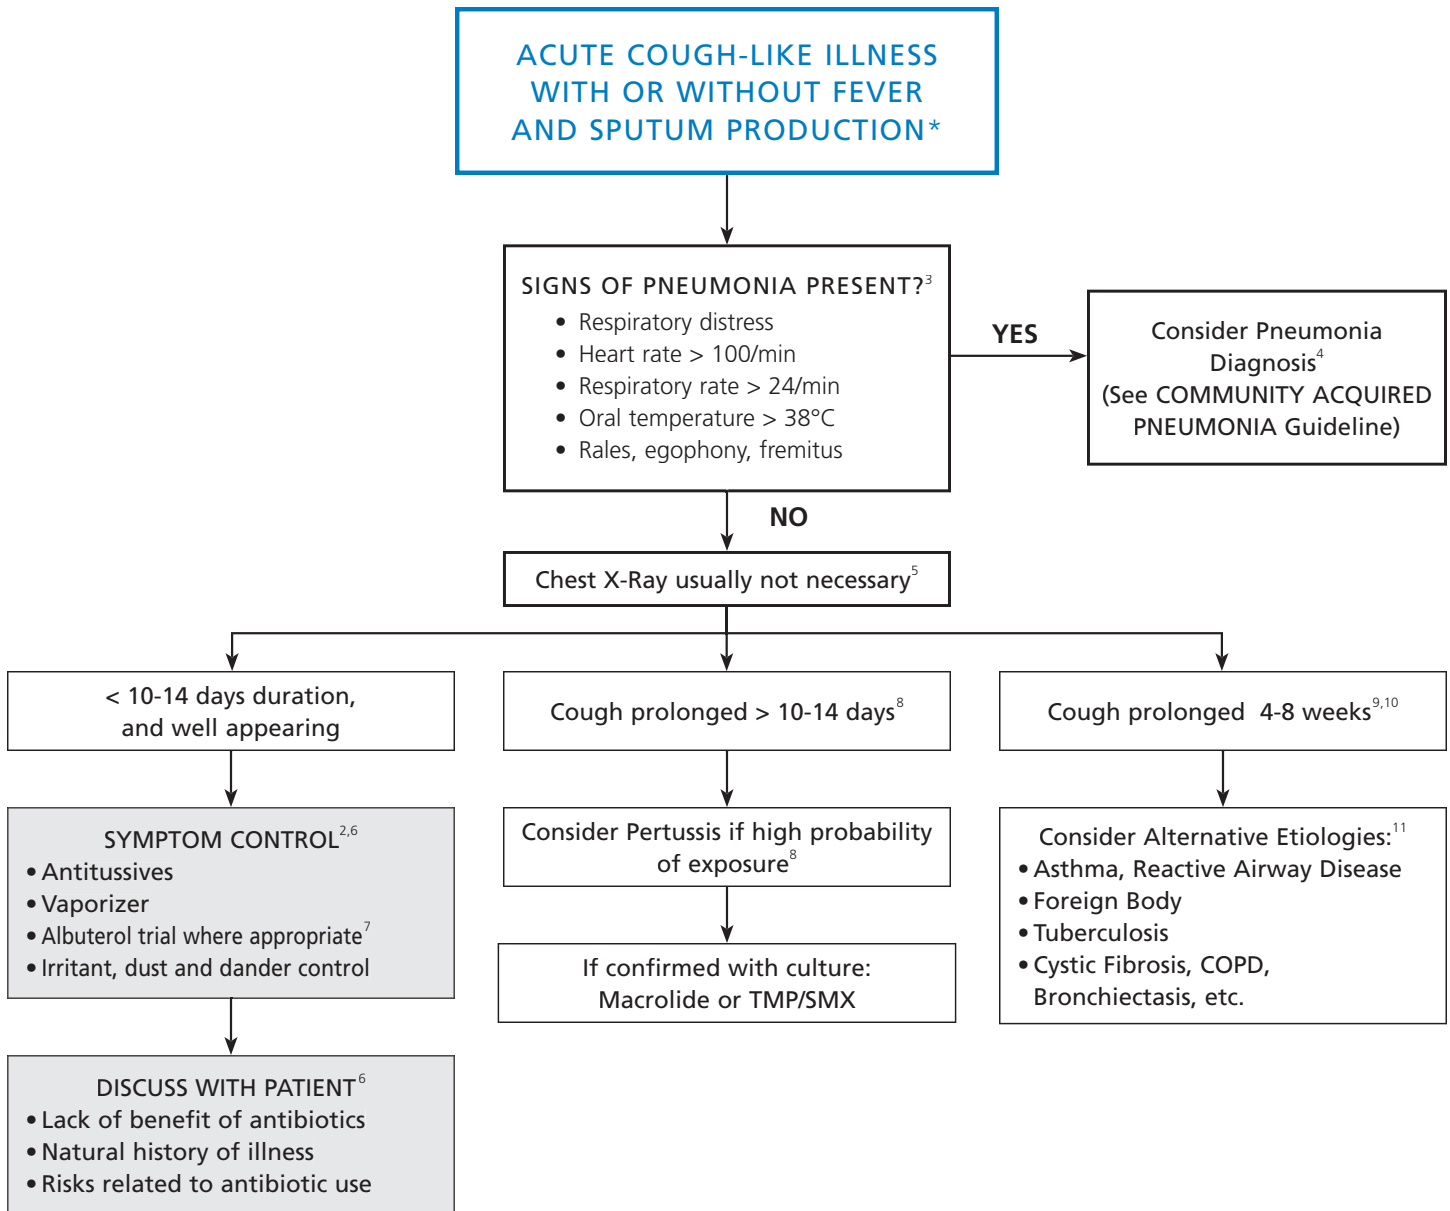 ACUTE COUGH-LIKE ILLNESS
WITH OR WITHOUT FEVER
AND SPUTUM PRODUCTION*
SIGNS OF PNEUMONIA PRESENT?³
• Respiratory distress
• Heart rate > 100/min
• Respiratory rate > 24/min
• Oral temperature > 38°C
• Rales, egophony, fremitus
YES
Consider Pneumonia
Diagnosis⁴
(See COMMUNITY ACQUIRED
PNEUMONIA Guideline)
NO
Chest X-Ray usually not necessary⁵
< 10-14 days duration,
and well appearing
SYMPTOM CONTROL²,⁶
• Antitussives
• Vaporizer
• Albuterol trial where appropriate⁷
• Irritant, dust and dander control
DISCUSS WITH PATIENT⁶
• Lack of benefit of antibiotics
• Natural history of illness
• Risks related to antibiotic use
Cough prolonged > 10-14 days⁸
Consider Pertussis if high probability
of exposure⁸
If confirmed with culture:
Macrolide or TMP/SMX
Cough prolonged 4-8 weeks⁹,¹⁰
Consider Alternative Etiologies:¹¹
• Asthma, Reactive Airway Disease
• Foreign Body
• Tuberculosis
• Cystic Fibrosis, COPD,
Bronchiectasis, etc.